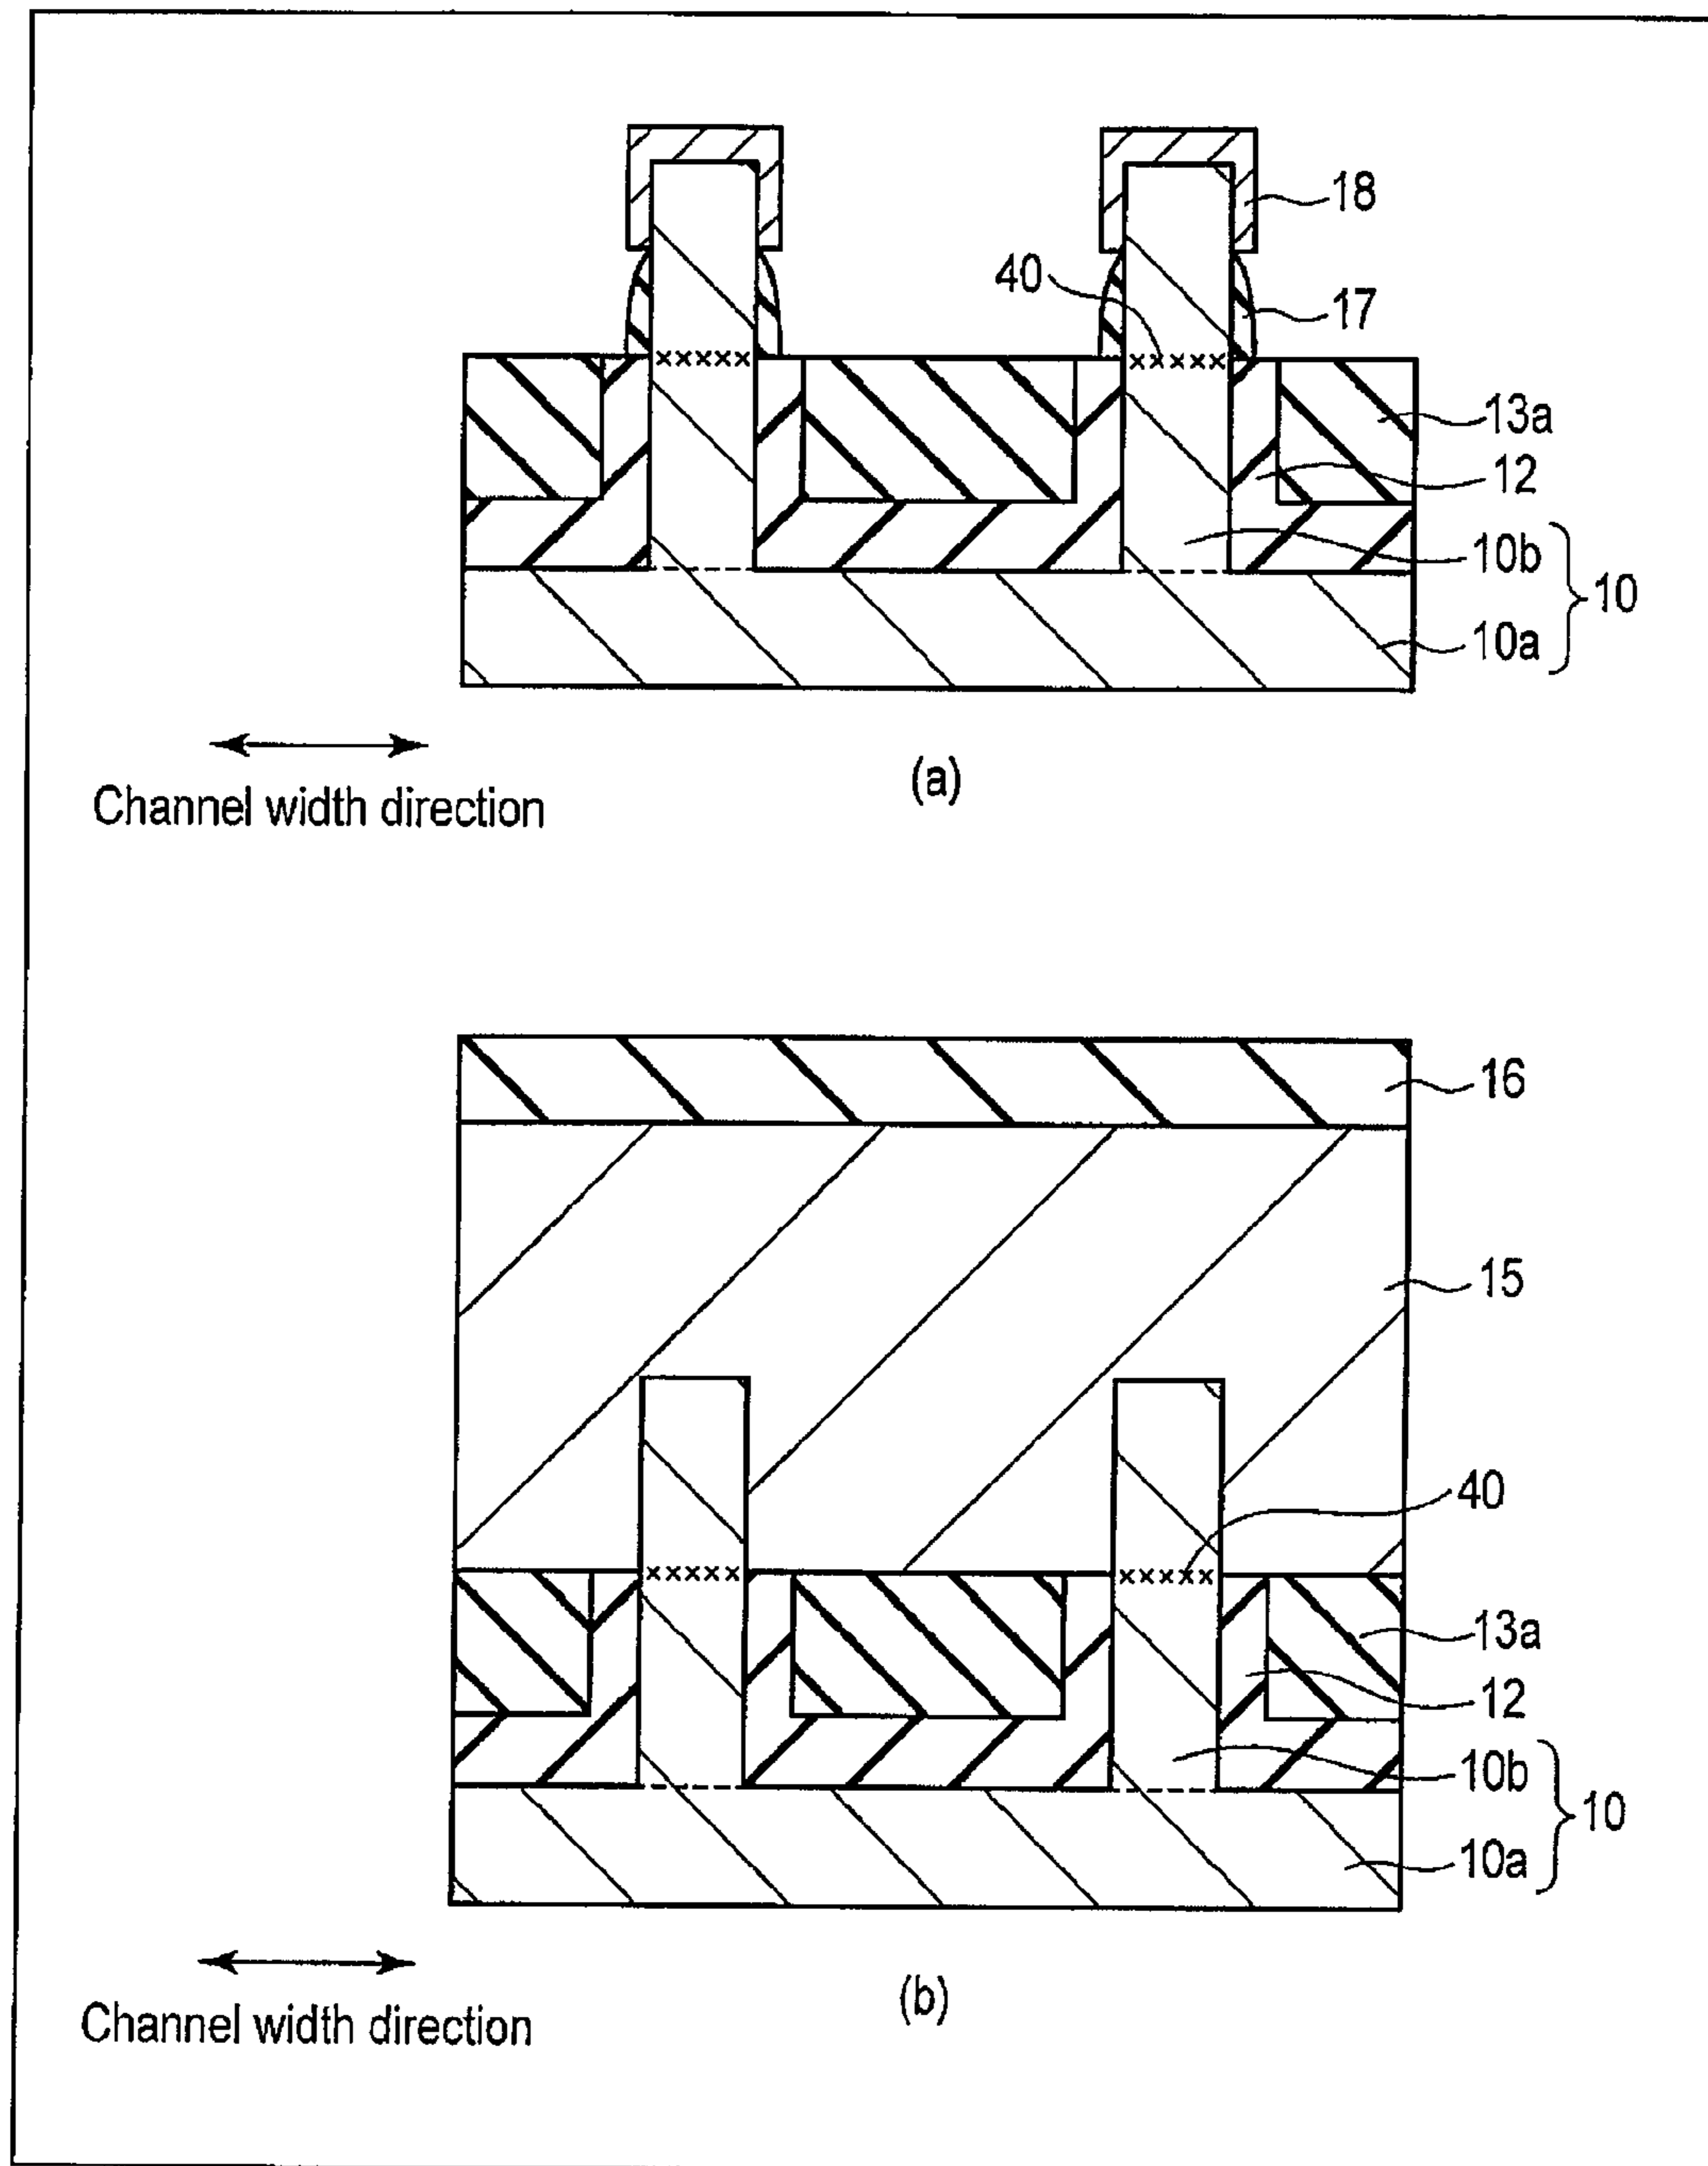 18
40
17
13a
12
10b
10
10a
Channel width direction
(a)
16
15
40
13a
12
10b
10
10a
Channel width direction
(b)